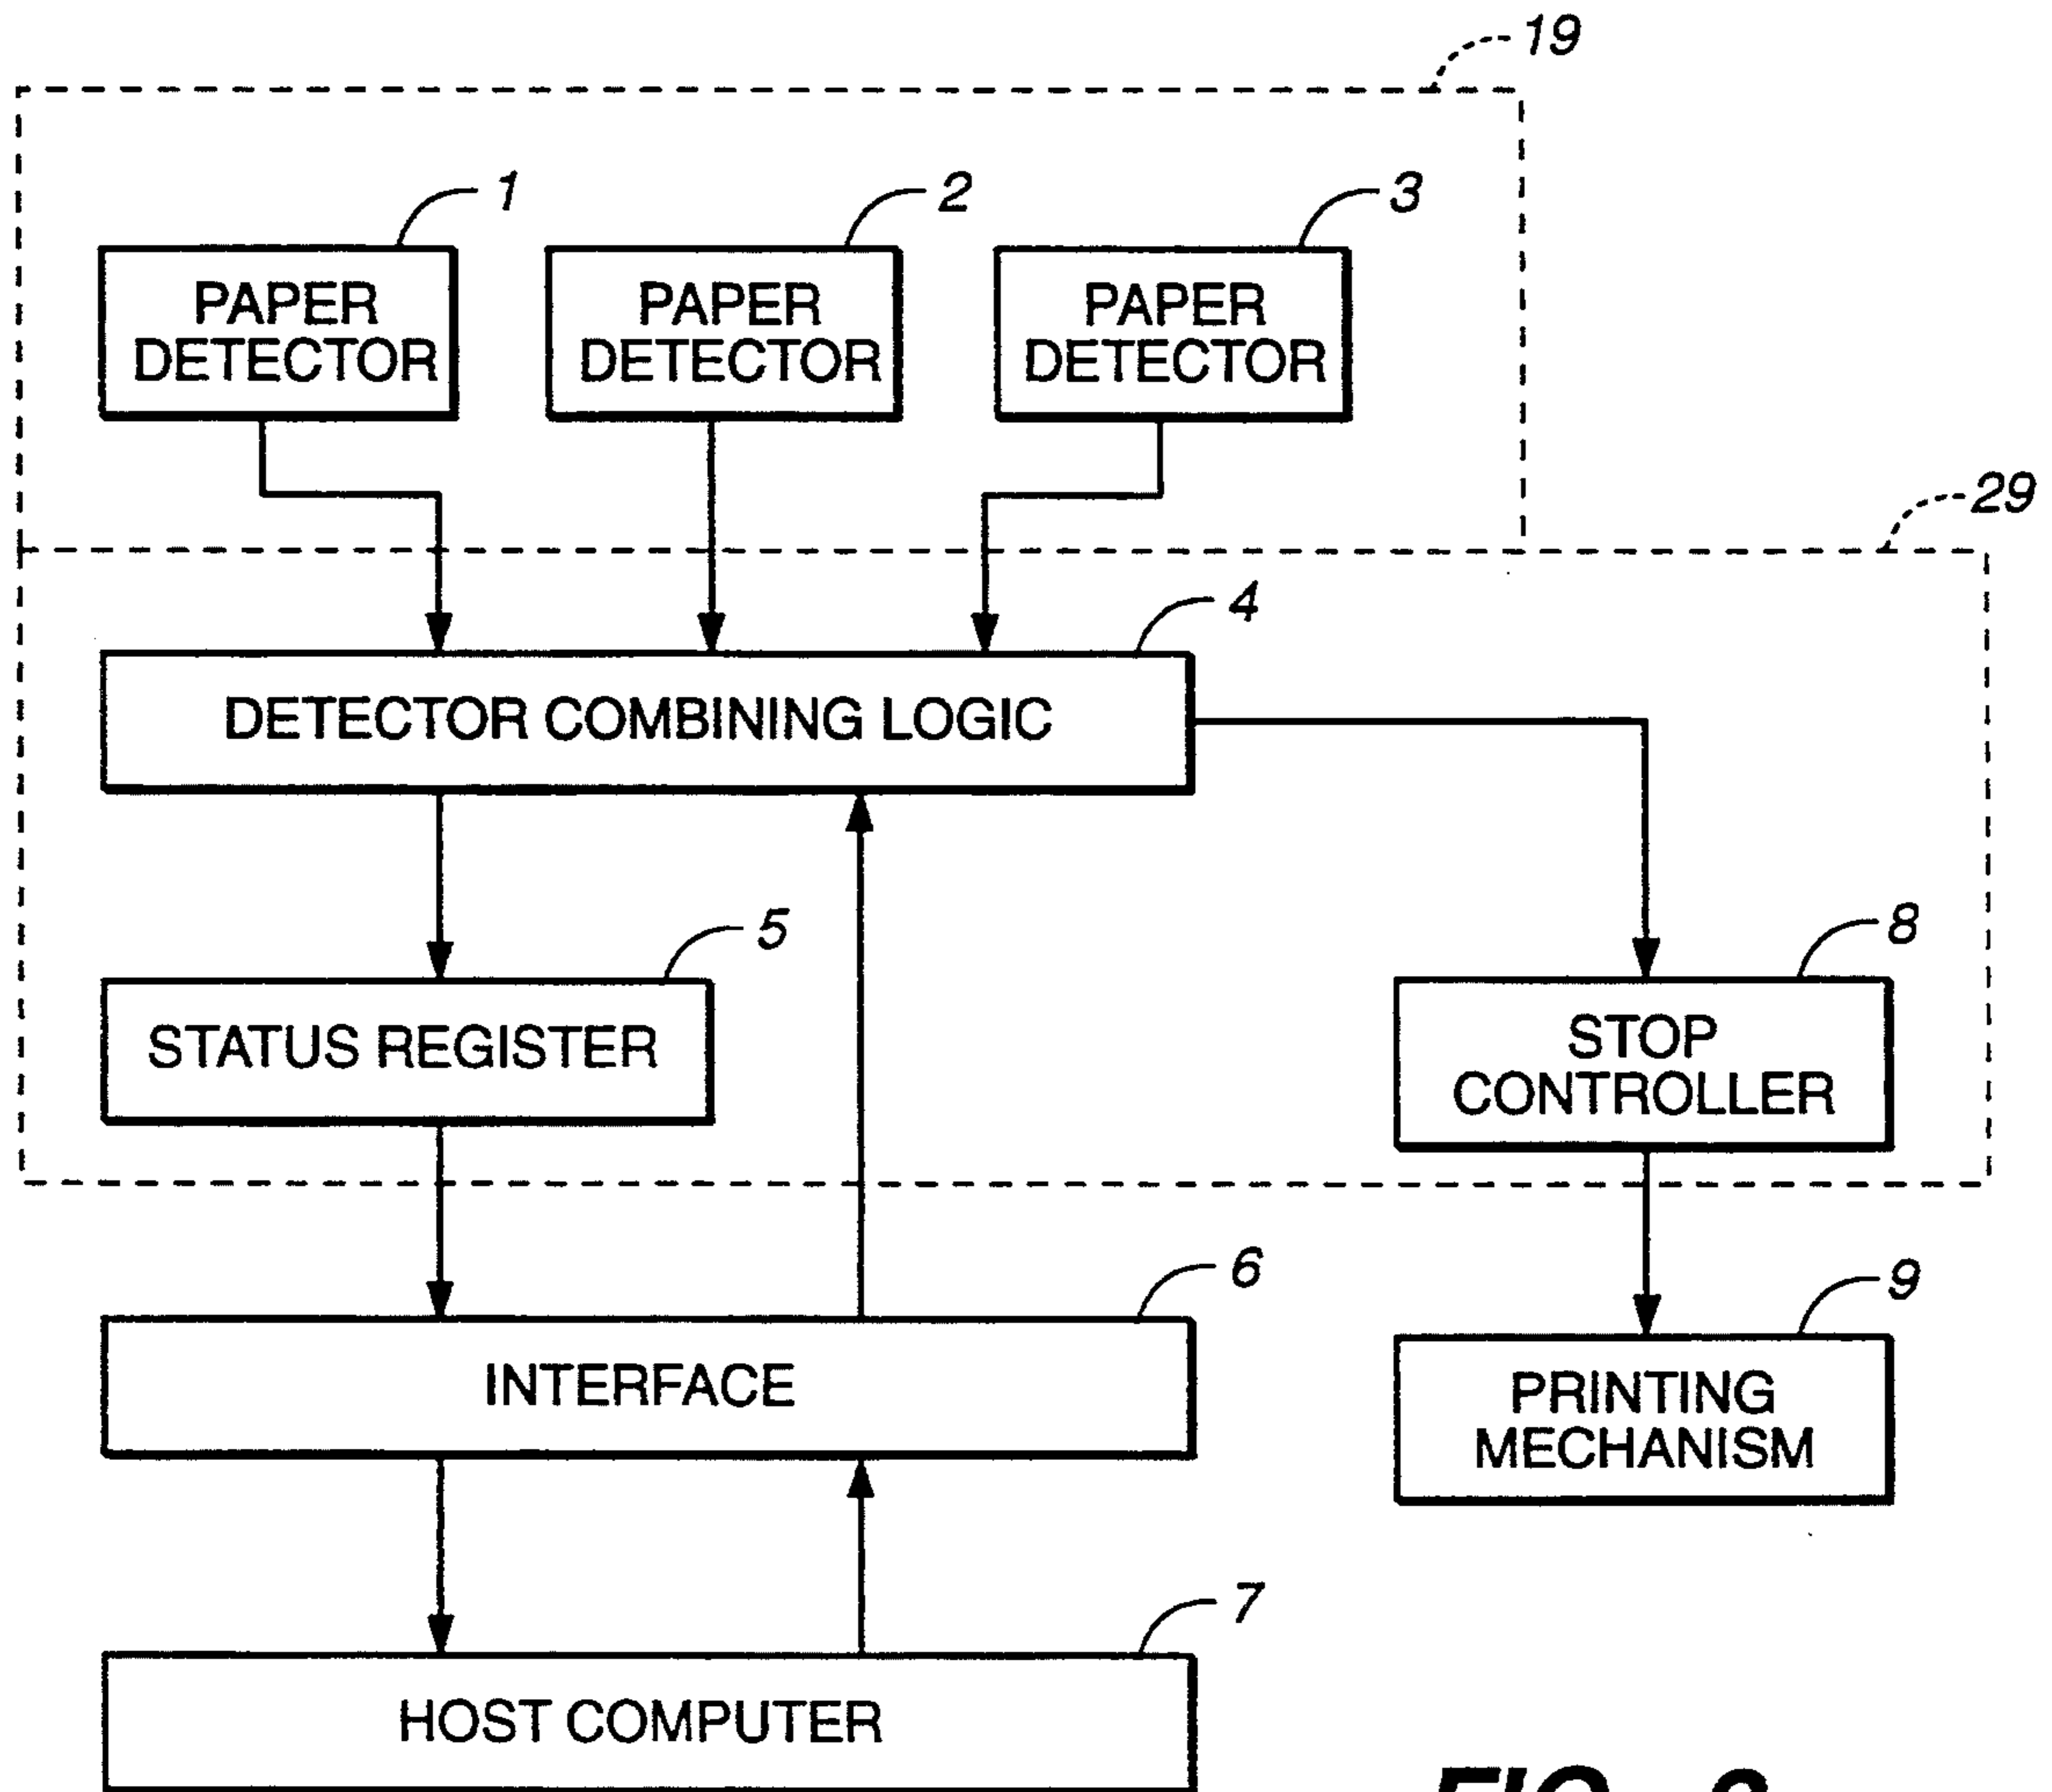 19
1
2
3
PAPER
DETECTOR
PAPER
DETECTOR
PAPER
DETECTOR
29
4
DETECTOR COMBINING LOGIC
5
8
STATUS REGISTER
STOP
CONTROLLER
6
9
INTERFACE
PRINTING
MECHANISM
7
HOST COMPUTER